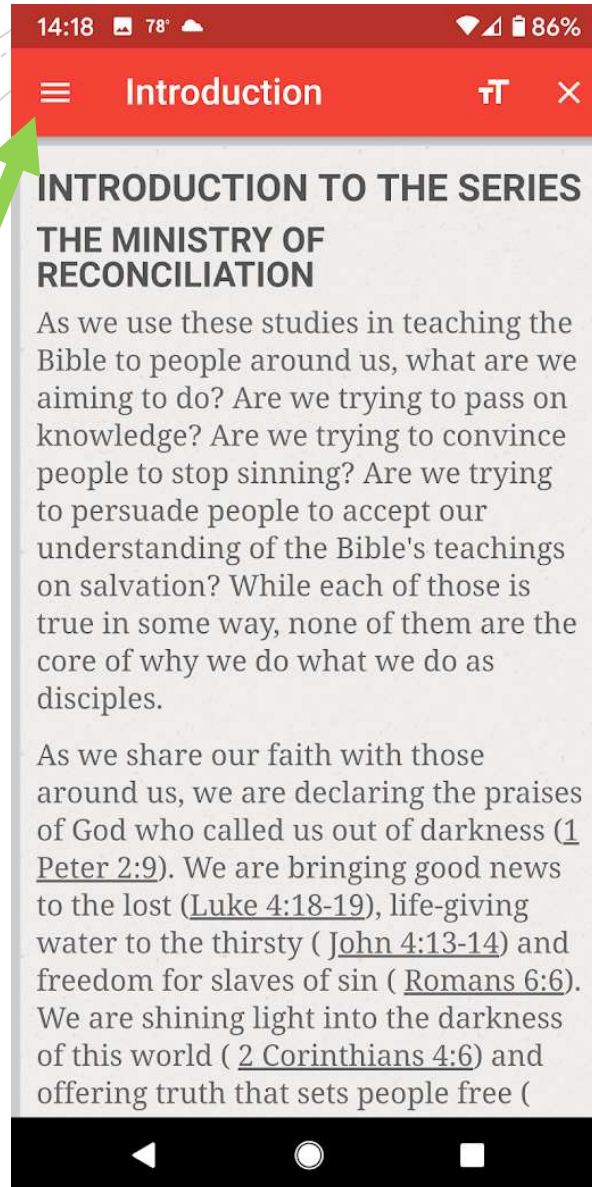 14:18 78° 86%
Introduction
INTRODUCTION TO THE SERIES
THE MINISTRY OF
RECONCILIATION
As we use these studies in teaching the
Bible to people around us, what are we
aiming to do? Are we trying to pass on
knowledge? Are we trying to convince
people to stop sinning? Are we trying
to persuade people to accept our
understanding of the Bible's teachings
on salvation? While each of those is
true in some way, none of them are the
core of why we do what we do as
disciples.
As we share our faith with those
around us, we are declaring the praises
of God who called us out of darkness (1
Peter 2:9). We are bringing good news
to the lost (Luke 4:18-19), life-giving
water to the thirsty ( John 4:13-14) and
freedom for slaves of sin ( Romans 6:6).
We are shining light into the darkness
of this world ( 2 Corinthians 4:6) and
offering truth that sets people free (